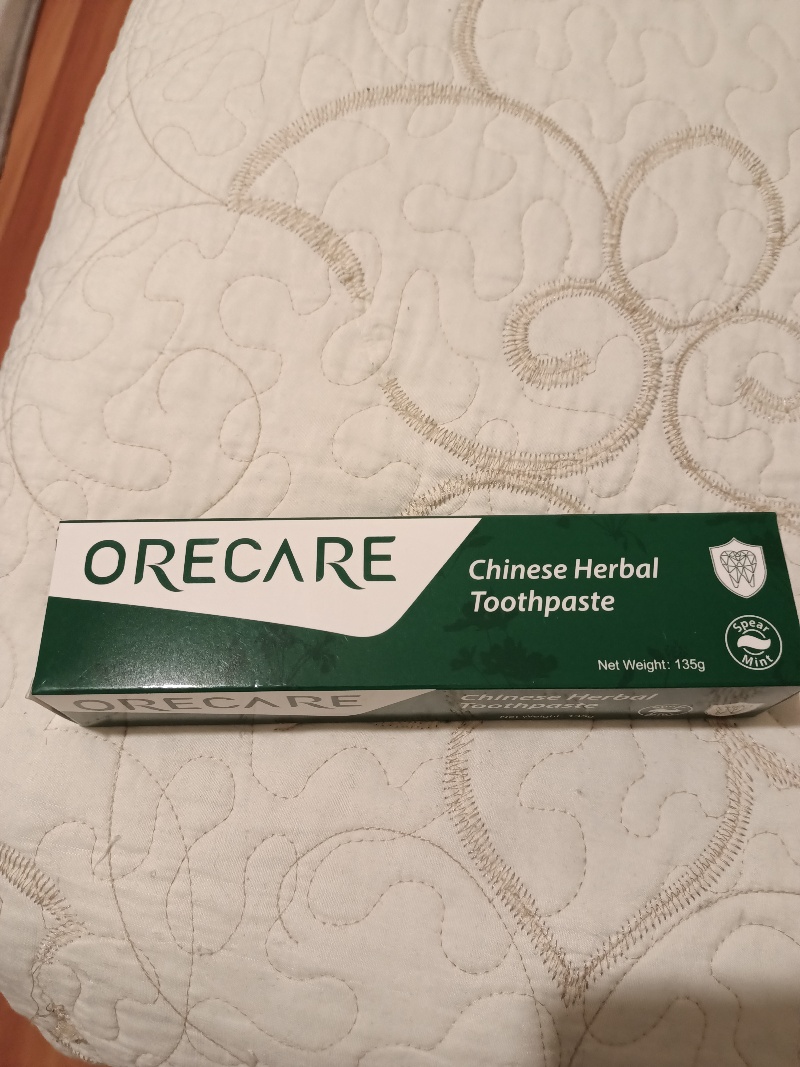 ORECARE
Chinese Herbal
Toothpaste
Spear
Mint
Net Weight: 135g
ORECARE
Chinese Herbal
Toothpaste